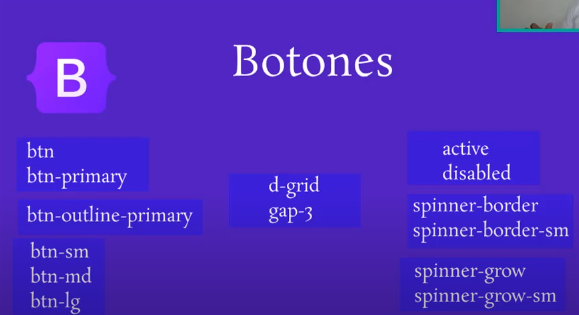 B
Botones
btn
btn-primary
btn-outline-primary
btn-sm
btn-md
btn-lg
d-grid
gap-3
active
disabled
spinner-border
spinner-border-sm
spinner-grow
spinner-grow-sm